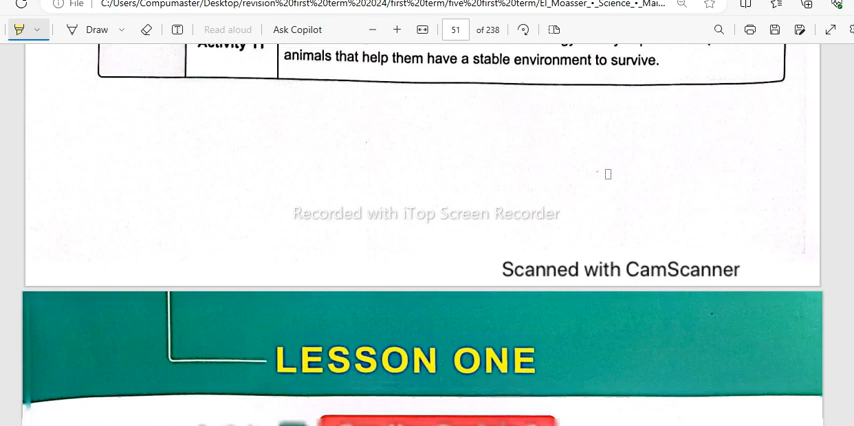 File
C:/Users/Compumaster/Desktop/revision%20first%20term%202024/first%20term/five%20first%20term/El_Moasser_•_Science_•_Mai...
Draw
Read aloud
Ask Copilot
51 of 238
Activity 11
animals that help them have a stable environment to survive.
Recorded with iTop Screen Recorder
Scanned with CamScanner
LESSON ONE